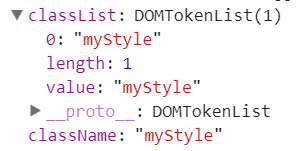 ▼ classList: DOMTokenList(1)
0: "myStyle"
length: 1
value: "myStyle"
▶ __proto__: DOMTokenList
className: "myStyle"